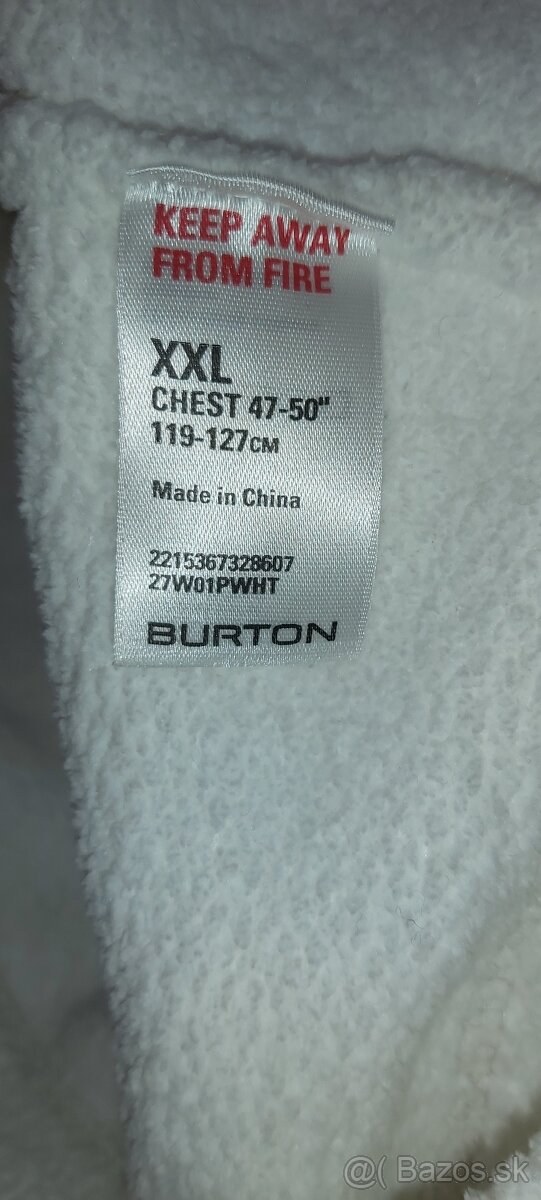 KEEP AWAY
FROM FIRE
XXL
CHEST 47-50"
119-127CM
Made in China
2215367328607
27W01PWHT
BURTON
@( Bazos.sk